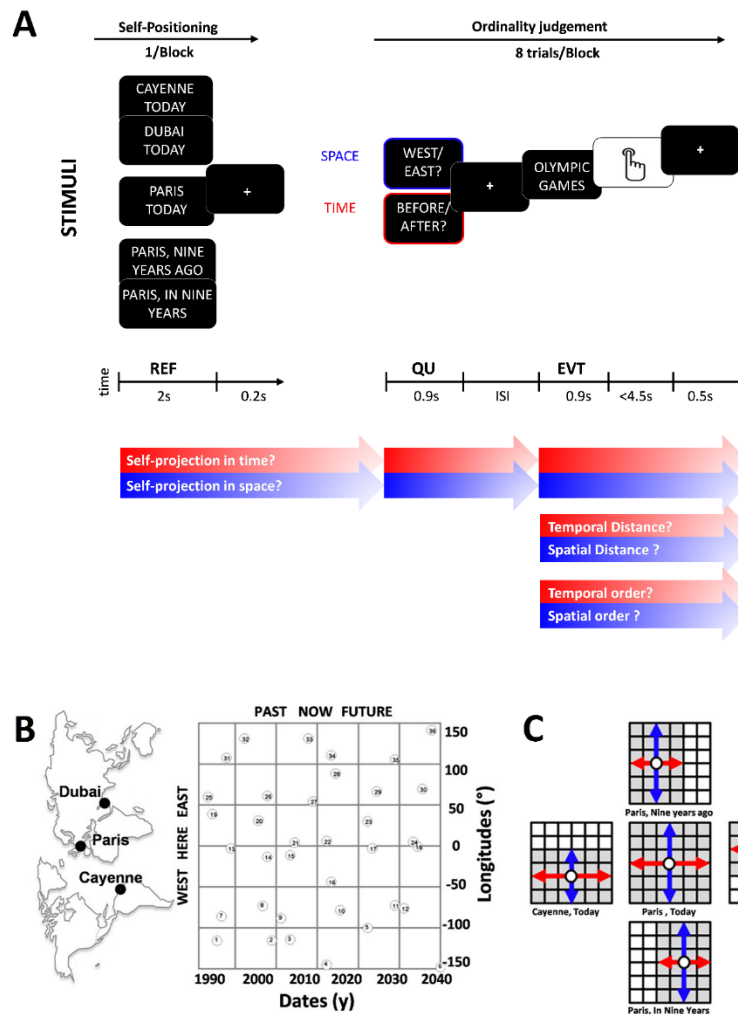 A
Self-Positioning
1/Block
Ordinality judgement
8 trials/Block
STIMULI
CAYENNE
TODAY
DUBAI
TODAY
PARIS
TODAY
+
PARIS, NINE
YEARS AGO
PARIS, IN NINE
YEARS
SPACE
TIME
WEST/
EAST?
BEFORE/
AFTER?
+
OLYMPIC
GAMES
+
time
REF
QU
EVT
2s
0.2s
0.9s
ISI
0.9s
<4.5s
0.5s
Self-projection in time?
Self-projection in space?
Temporal Distance?
Spatial Distance ?
Temporal order?
Spatial order ?
B
Dubai
Paris
Cayenne
PAST NOW FUTURE
WEST HERE EAST
36
32
33
31
34
35
28
25
26
27
29
30
19
20
23
13
14
15
21
22
17
24
18
16
7
8
9
10
11
12
1
2
3
5
4
6
150
100
50
0
-50
-100
-150
Longitudes (°)
1990
2000
2010
2020
2030
2040
Dates (y)
C
Paris, Nine years ago
Cayenne, Today
Paris , Today
Paris, In Nine Years